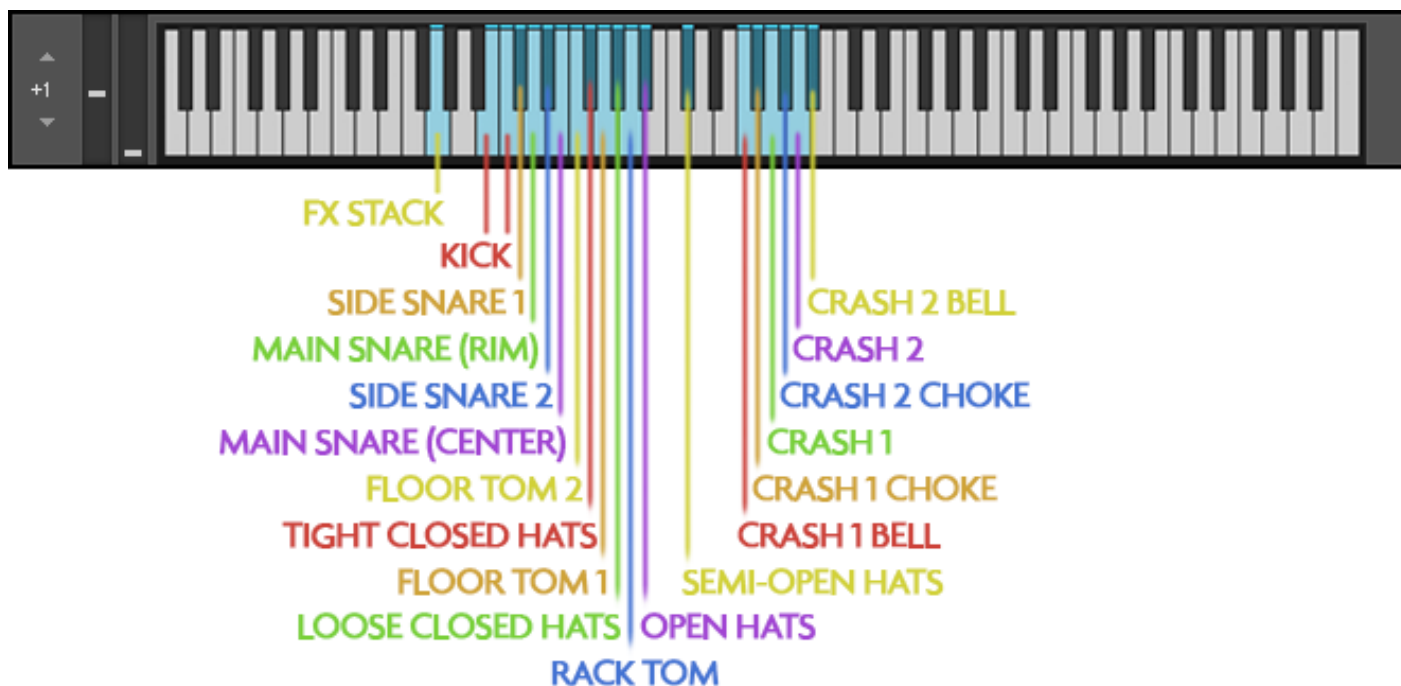 +1
FX STACK
KICK
SIDE SNARE 1
CRASH 2 BELL
MAIN SNARE (RIM)
CRASH 2
SIDE SNARE 2
CRASH 2 CHOKE
MAIN SNARE (CENTER)
CRASH 1
FLOOR TOM 2
CRASH 1 CHOKE
TIGHT CLOSED HATS
CRASH 1 BELL
FLOOR TOM 1
SEMI-OPEN HATS
LOOSE CLOSED HATS
OPEN HATS
RACK TOM